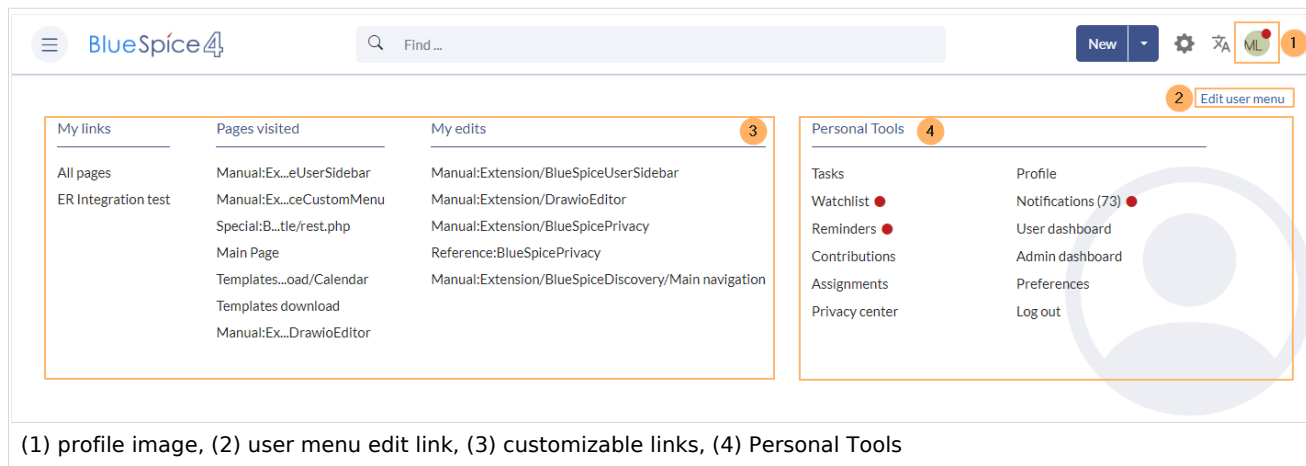 BlueSpice 4
Find ...
New
ML
1
2
Edit user menu
My links
All pages
ER Integration test
Pages visited
Manual:Ex...eUserSidebar
Manual:Ex...ceCustomMenu
Special:B...tle/rest.php
Main Page
Templates...oad/Calendar
Templates download
Manual:Ex...DrawioEditor
My edits
3
Manual:Extension/BlueSpiceUserSidebar
Manual:Extension/DrawioEditor
Manual:Extension/BlueSpicePrivacy
Reference:BlueSpicePrivacy
Manual:Extension/BlueSpiceDiscovery/Main navigation
Personal Tools
4
Tasks
Watchlist
Reminders
Contributions
Assignments
Privacy center
Profile
Notifications (73)
User dashboard
Admin dashboard
Preferences
Log out
(1) profile image, (2) user menu edit link, (3) customizable links, (4) Personal Tools